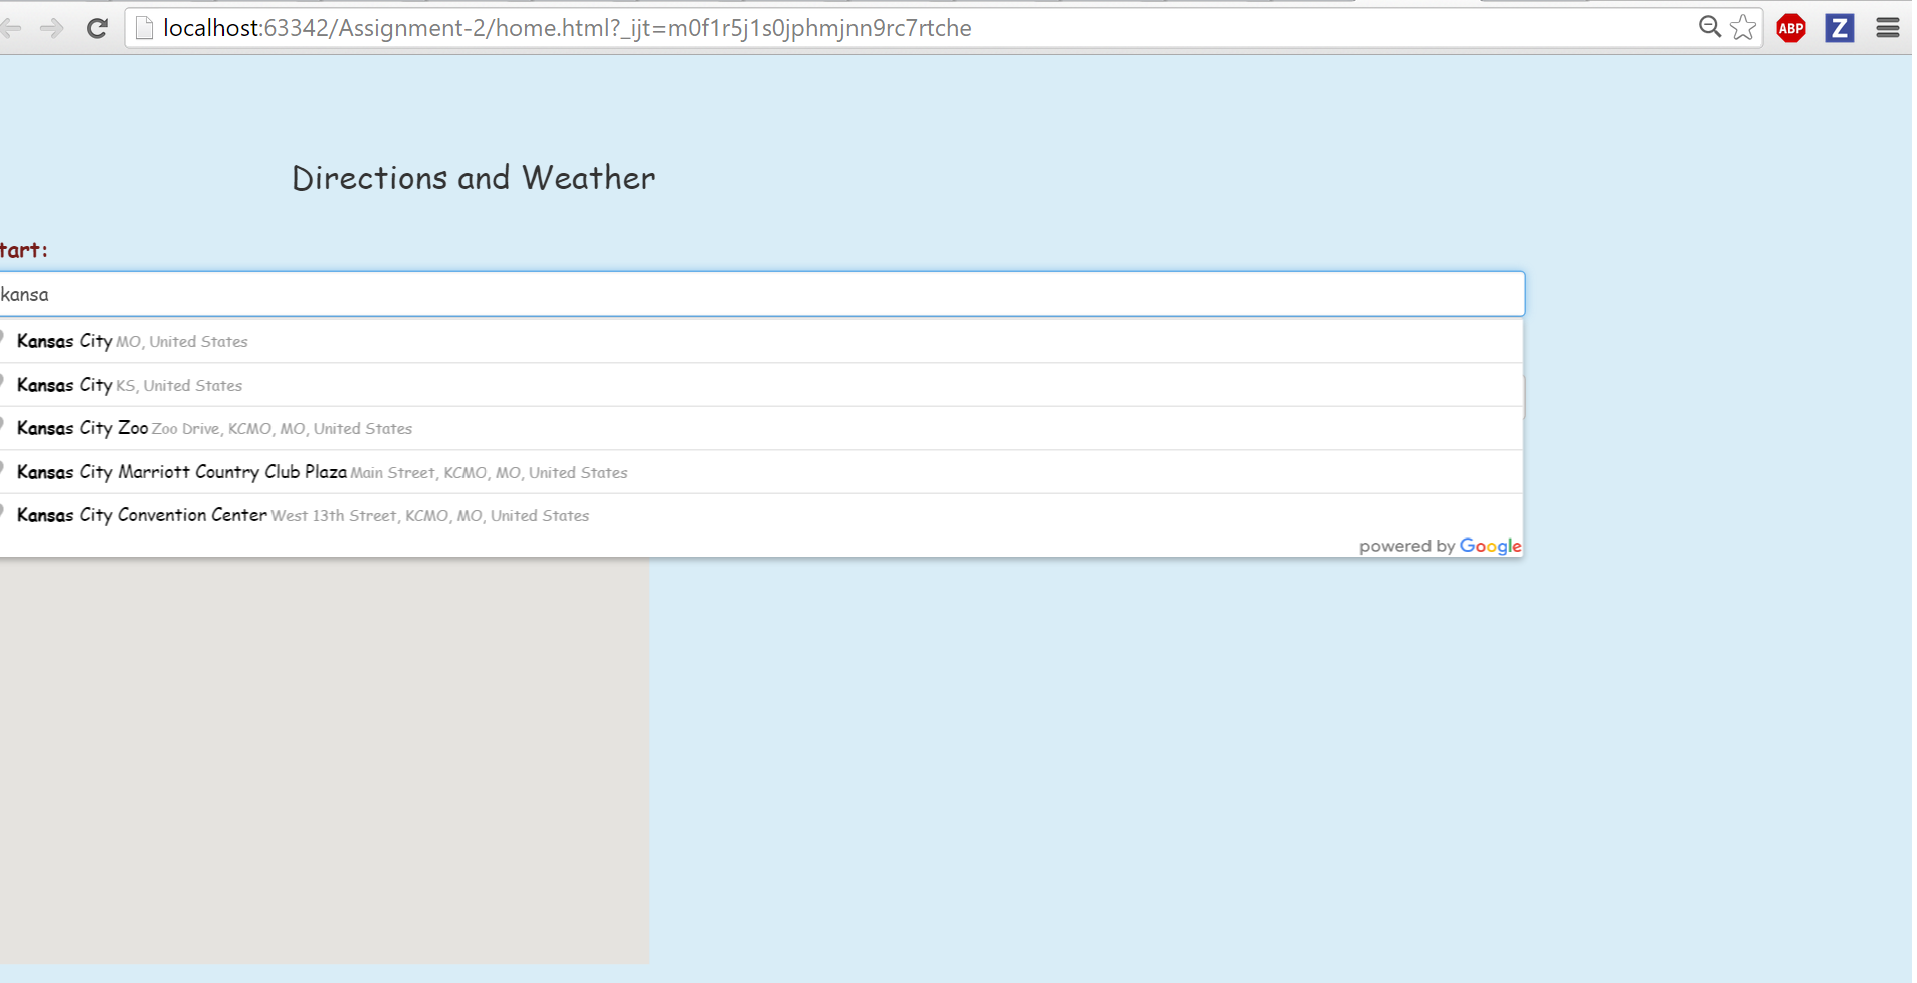 localhost:63342/Assignment-2/home.html?_ijt=m0f1r5j1s0jphmjnn9rc7rtche
ABP
Z
Directions and Weather
tart:
kansa
Kansas City MO, United States
Kansas City KS, United States
Kansas City Zoo Zoo Drive, KCMO, MO, United States
Kansas City Marriott Country Club Plaza Main Street, KCMO, MO, United States
Kansas City Convention Center West 13th Street, KCMO, MO, United States
powered by Google